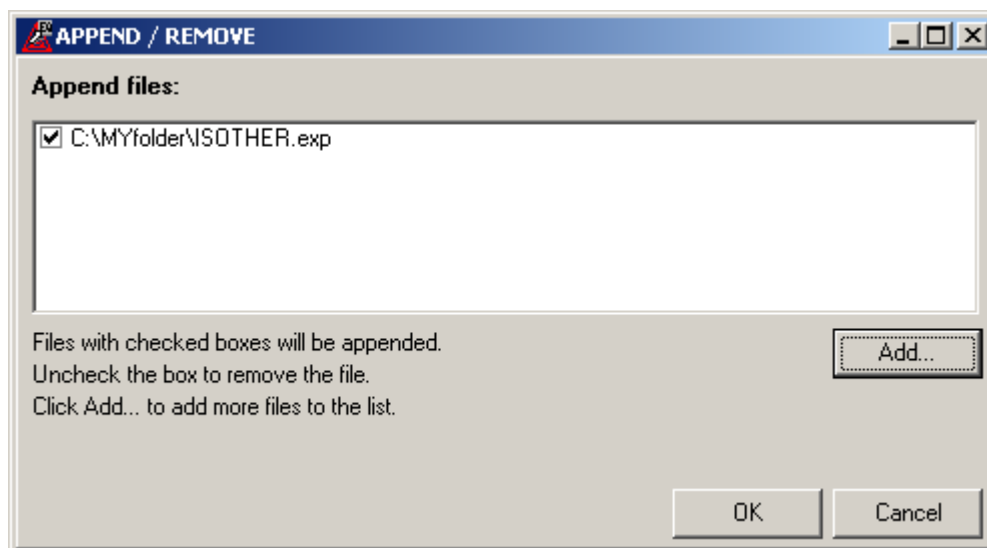 APPEND / REMOVE
Append files:
C:\MYfolder\ISOTHER.exp
Files with checked boxes will be appended.
Uncheck the box to remove the file.
Click Add... to add more files to the list.
Add...
OK
Cancel